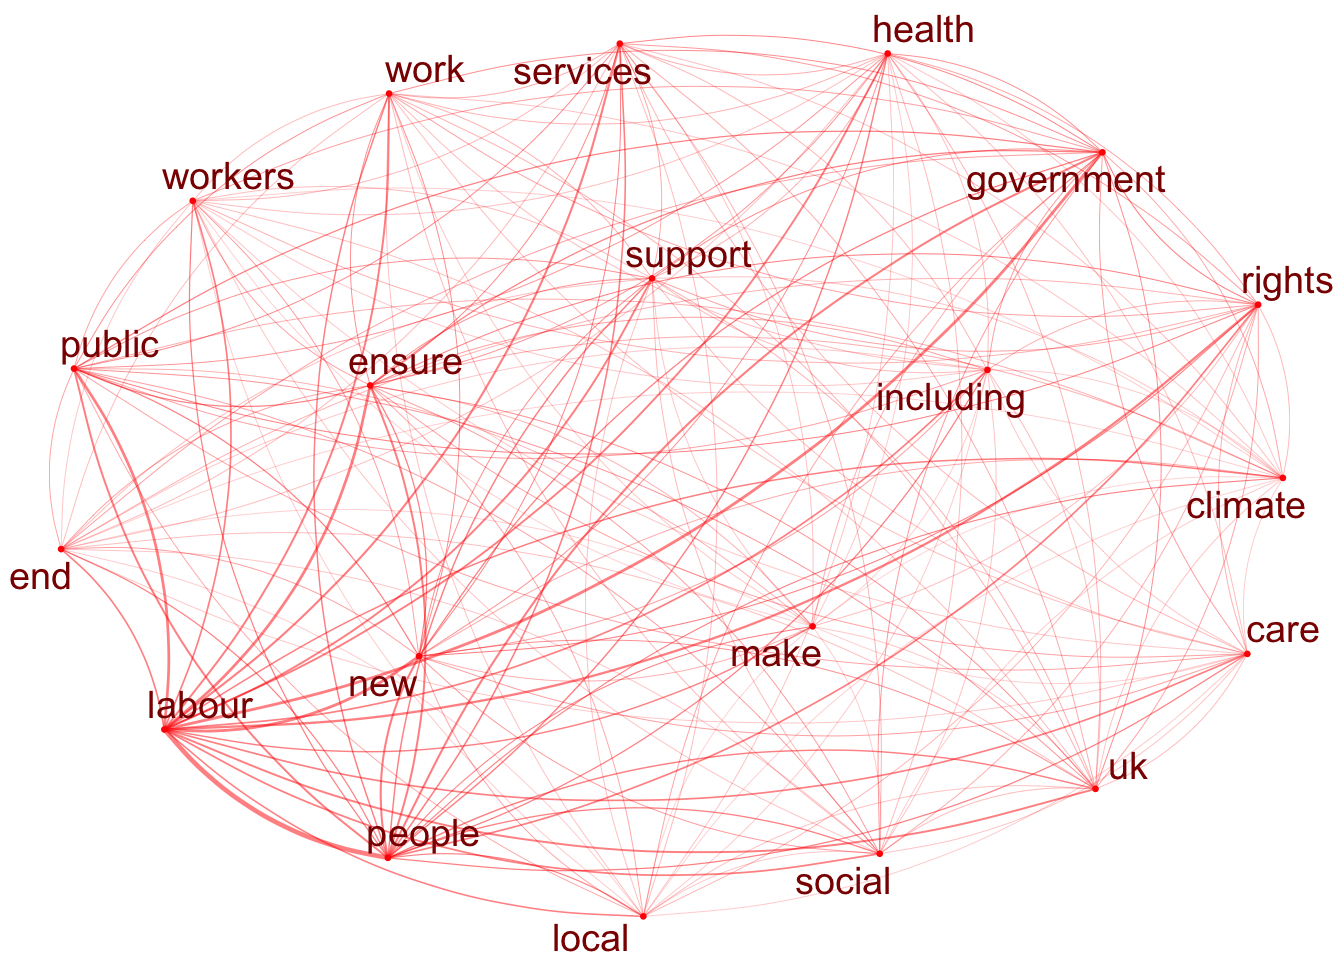 health
work
services
workers
government
support
rights
public
ensure
including
climate
end
care
make
new
labour
uk
people
social
local